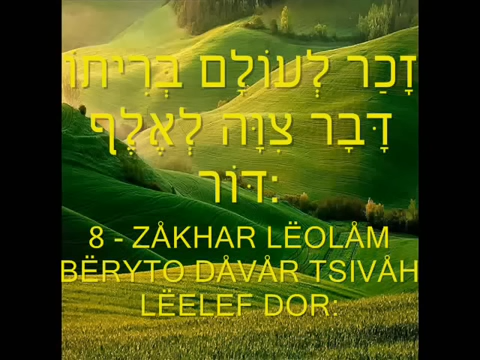 זָכַר לְעוֹלָם בְּרִיתוֹ
דָּבָר צִוָּה לְאֶלֶף
דּוֹר:
8 - ZÅKHAR LËOLÅM
BËRYTO DÅVÅR TSIVÅH
LËELEF DOR: